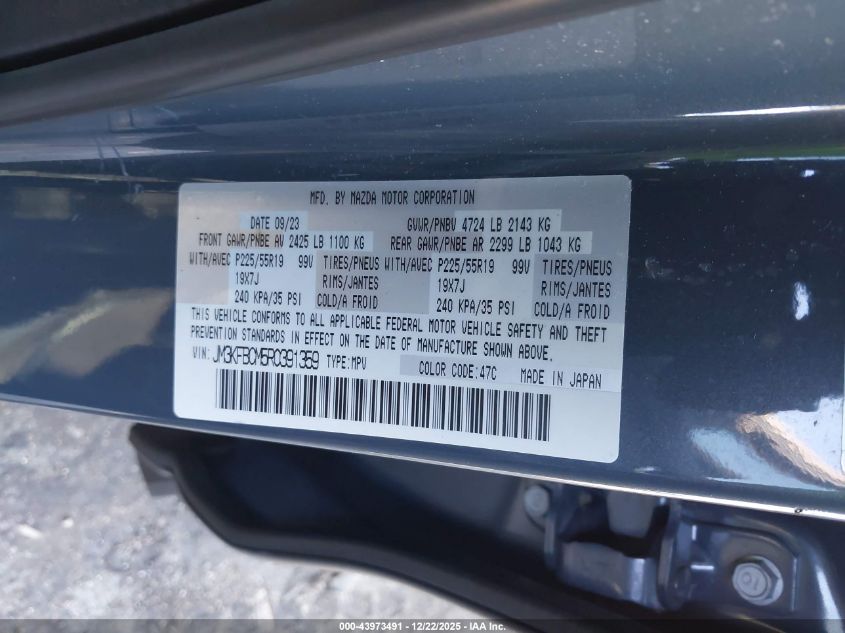 MFD. BY MAZDA MOTOR CORPORATION
DATE 09/23 GVWR/PNBV 4724 LB 2143 KG
FRONT GAWR/PNBE AV 2425 LB 1100 KG REAR GAWR/PNBE AR 2299 LB 1043 KG
WITH/AVEC P225/55R19 99V TIRES/PNEUS WITH/AVEC P225/55R19 99V TIRES/PNEUS
19X7J RIMS/JANTES 19X7J RIMS/JANTES
240 KPA/35 PSI COLD/A FROID 240 KPA/35 PSI COLD/A FROID
THIS VEHICLE CONFORMS TO ALL APPLICABLE FEDERAL MOTOR VEHICLE SAFETY AND THEFT
PREVENTION STANDARDS IN EFFECT ON THE DATE OF MANUFACTURE SHOWN ABOVE.
VIN: JM3KFBCM5R0391359 TYPE:MPV COLOR CODE:47C MADE IN JAPAN
000-43973491 - 12/22/2025 - IAA Inc.